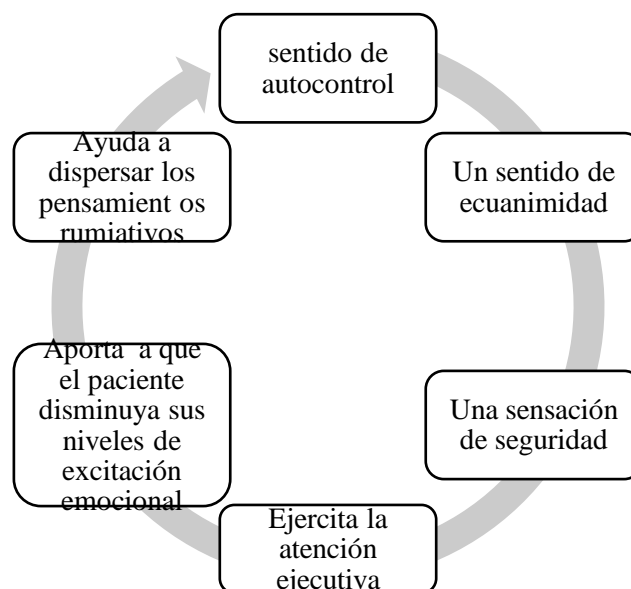 sentido de
autocontrol
Un sentido de
ecuanimidad
Una sensación
de seguridad
Ejercita la
atención
ejecutiva
Aporta a que
el paciente
disminuya sus
niveles de
excitación
emocional
Ayuda a
dispersar los
pensamient os
rumiativos